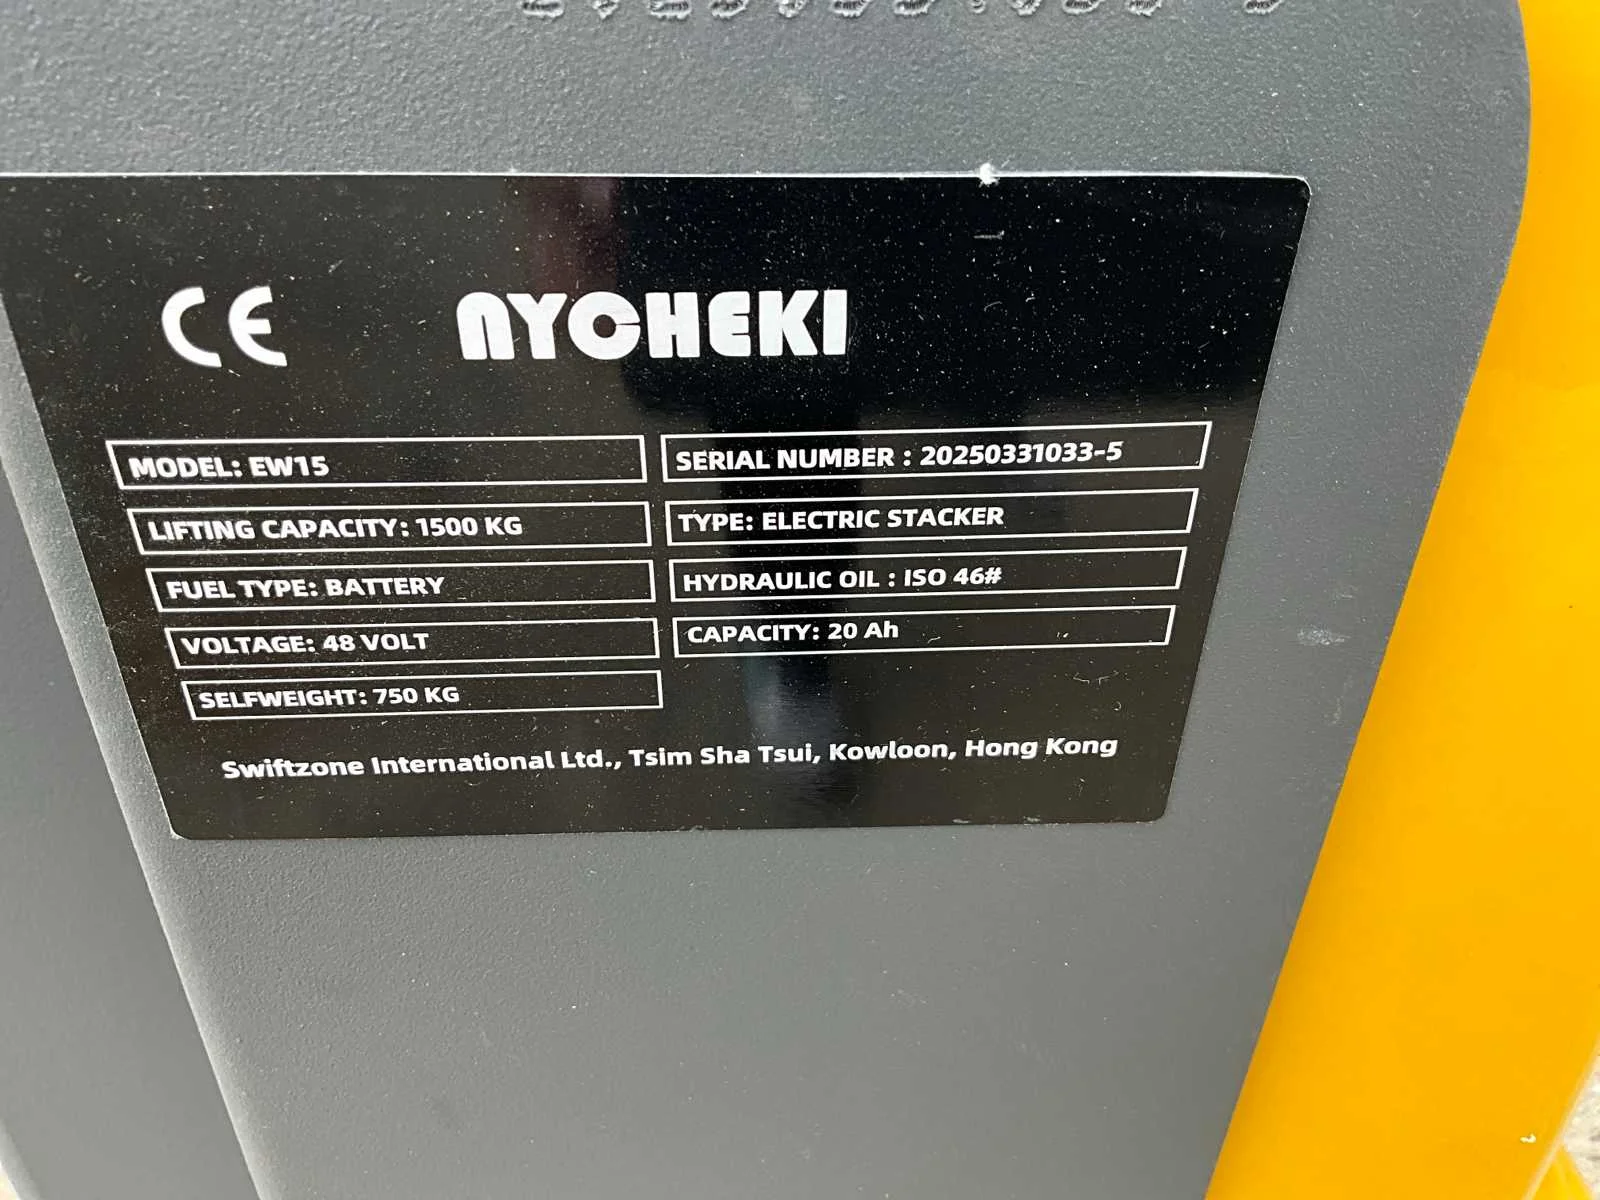 CE NYCHEKI
MODEL: EW15 SERIAL NUMBER : 20250331033-5
LIFTING CAPACITY: 1500 KG TYPE: ELECTRIC STACKER
FUEL TYPE: BATTERY HYDRAULIC OIL : ISO 46#
VOLTAGE: 48 VOLT CAPACITY: 20 Ah
SELFWEIGHT: 750 KG
Swiftzone International Ltd., Tsim Sha Tsui, Kowloon, Hong Kong